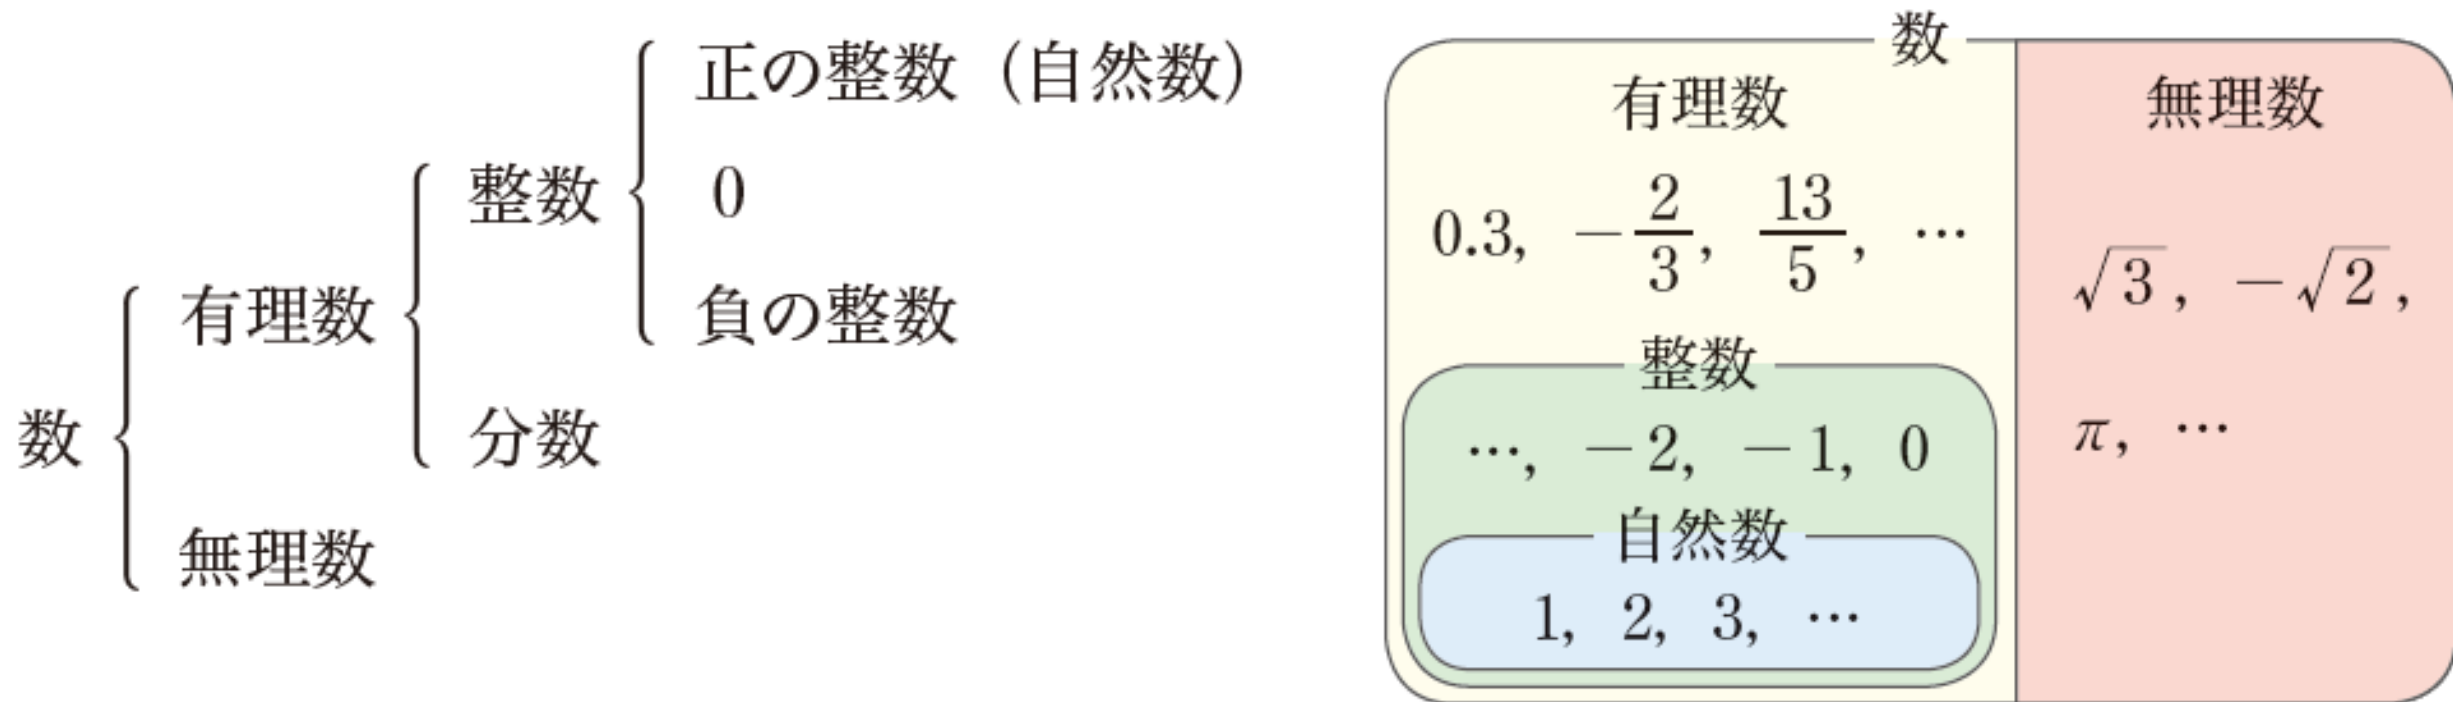 正の整数（自然数）
整数
0
有理数
負の整数
数
分数
無理数
数
有理数
無理数
0.3, −2/3, 13/5, …
√3, −√2,
π, …
整数
…, −2, −1, 0
自然数
1, 2, 3, …